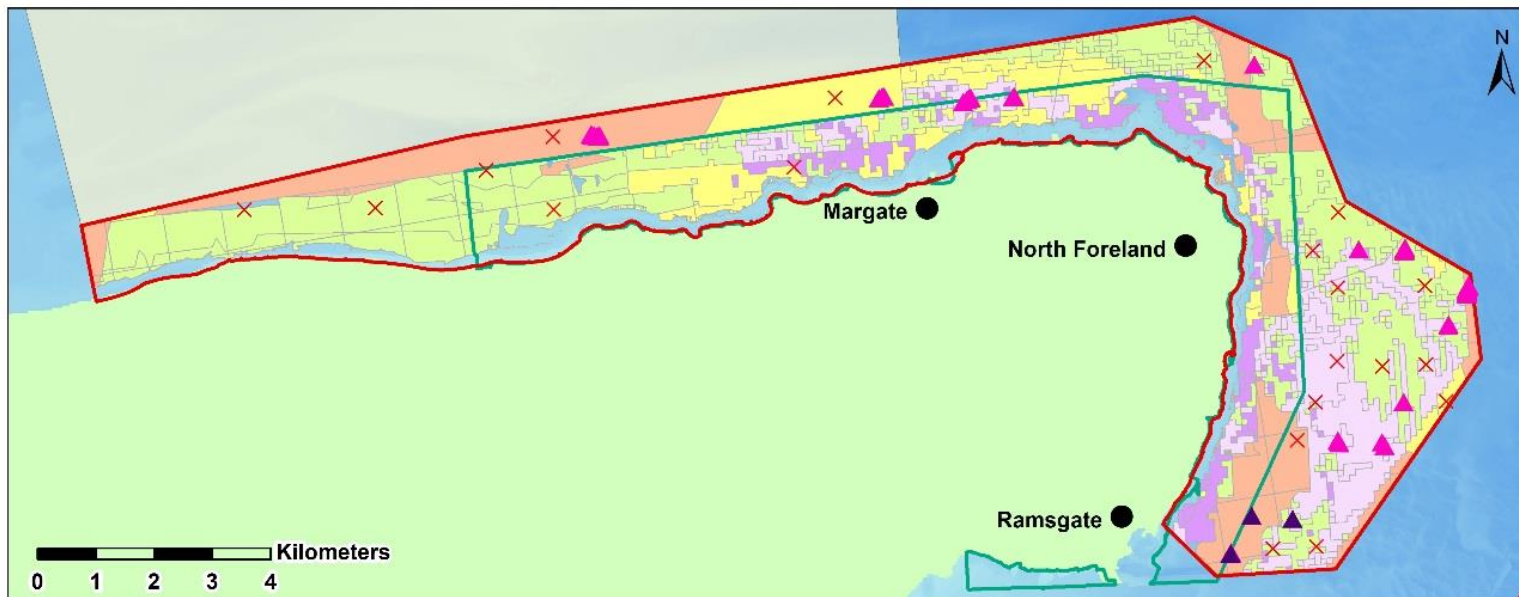 N
Margate
North Foreland
Ramsgate
Kilometers
0 1 2 3 4